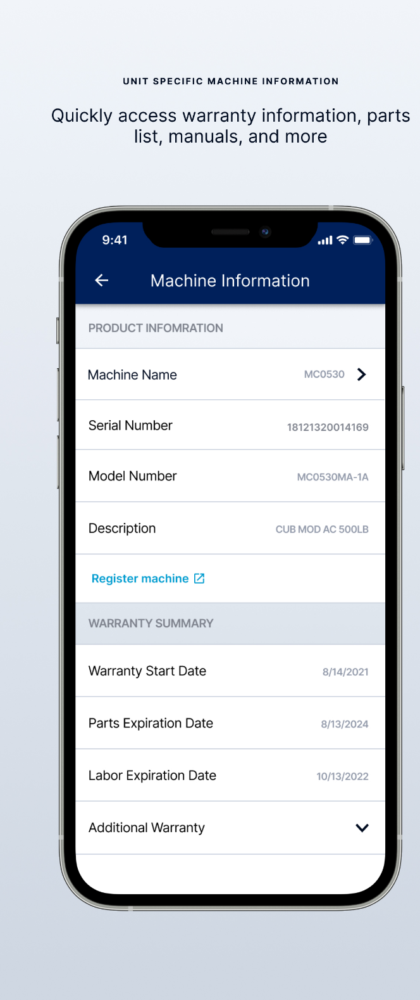 UNIT SPECIFIC MACHINE INFORMATION
Quickly access warranty information, parts
list, manuals, and more
9:41
Machine Information
PRODUCT INFOMRATION
Machine Name MC0530
Serial Number 18121320014169
Model Number MC0530MA-1A
Description CUB MOD AC 500LB
Register machine
WARRANTY SUMMARY
Warranty Start Date 8/14/2021
Parts Expiration Date 8/13/2024
Labor Expiration Date 10/13/2022
Additional Warranty